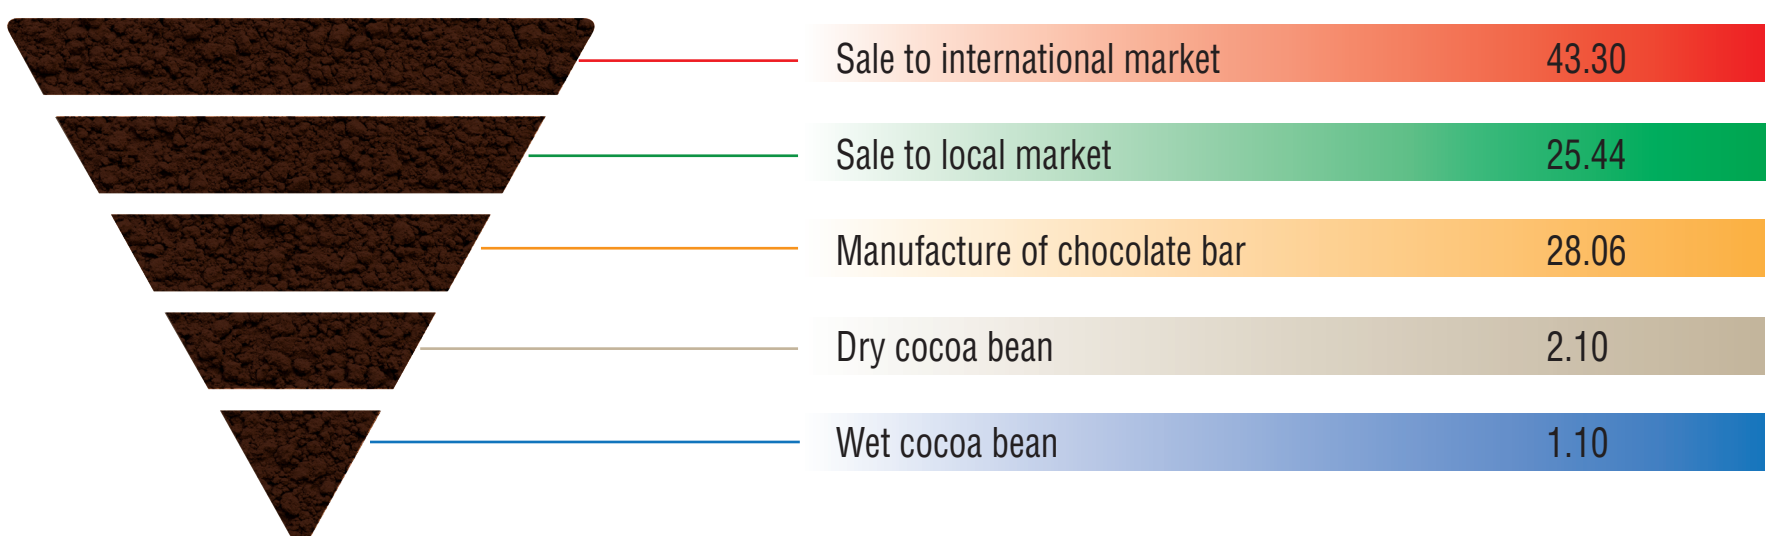 Sale to international market 43.30
Sale to local market 25.44
Manufacture of chocolate bar 28.06
Dry cocoa bean 2.10
Wet cocoa bean 1.10